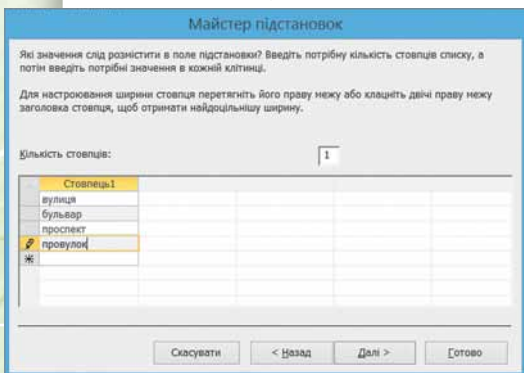 Майстер підстановок
Які значення слід розмістити в поле підстановки? Введіть потрібну кількість стовпців списку, а
потім введіть потрібні значення в кожній клітинці.
Для настроювання ширини стовпця перетягніть його праву межу або клацніть двічі праву межу
заголовка стовпця, щоб отримати найдоцільнішу ширину.
Кількість стовпців: 1
Стовпець1
вулиця
бульвар
проспект
провулок
Скасувати < Назад Далі > Готово